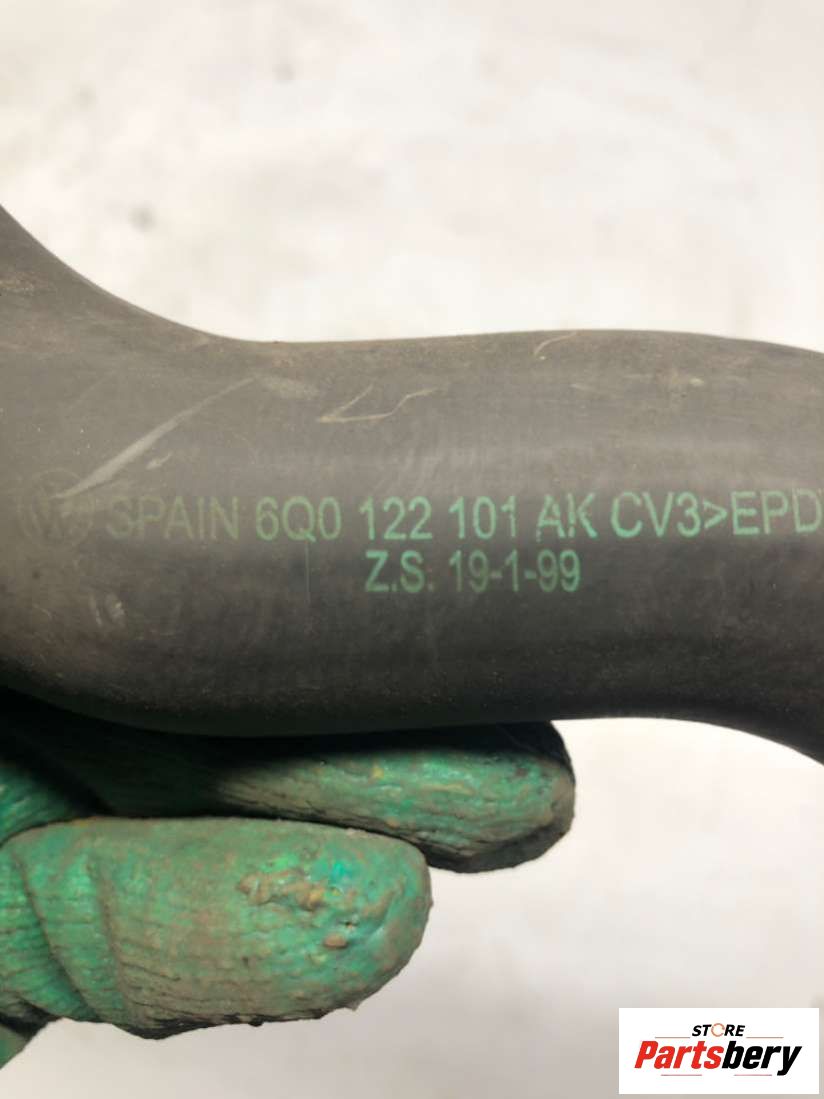 SPAIN 6Q0 122 101 AK CV3>EPD
Z.S. 19-1-99
STORE
Partsbery